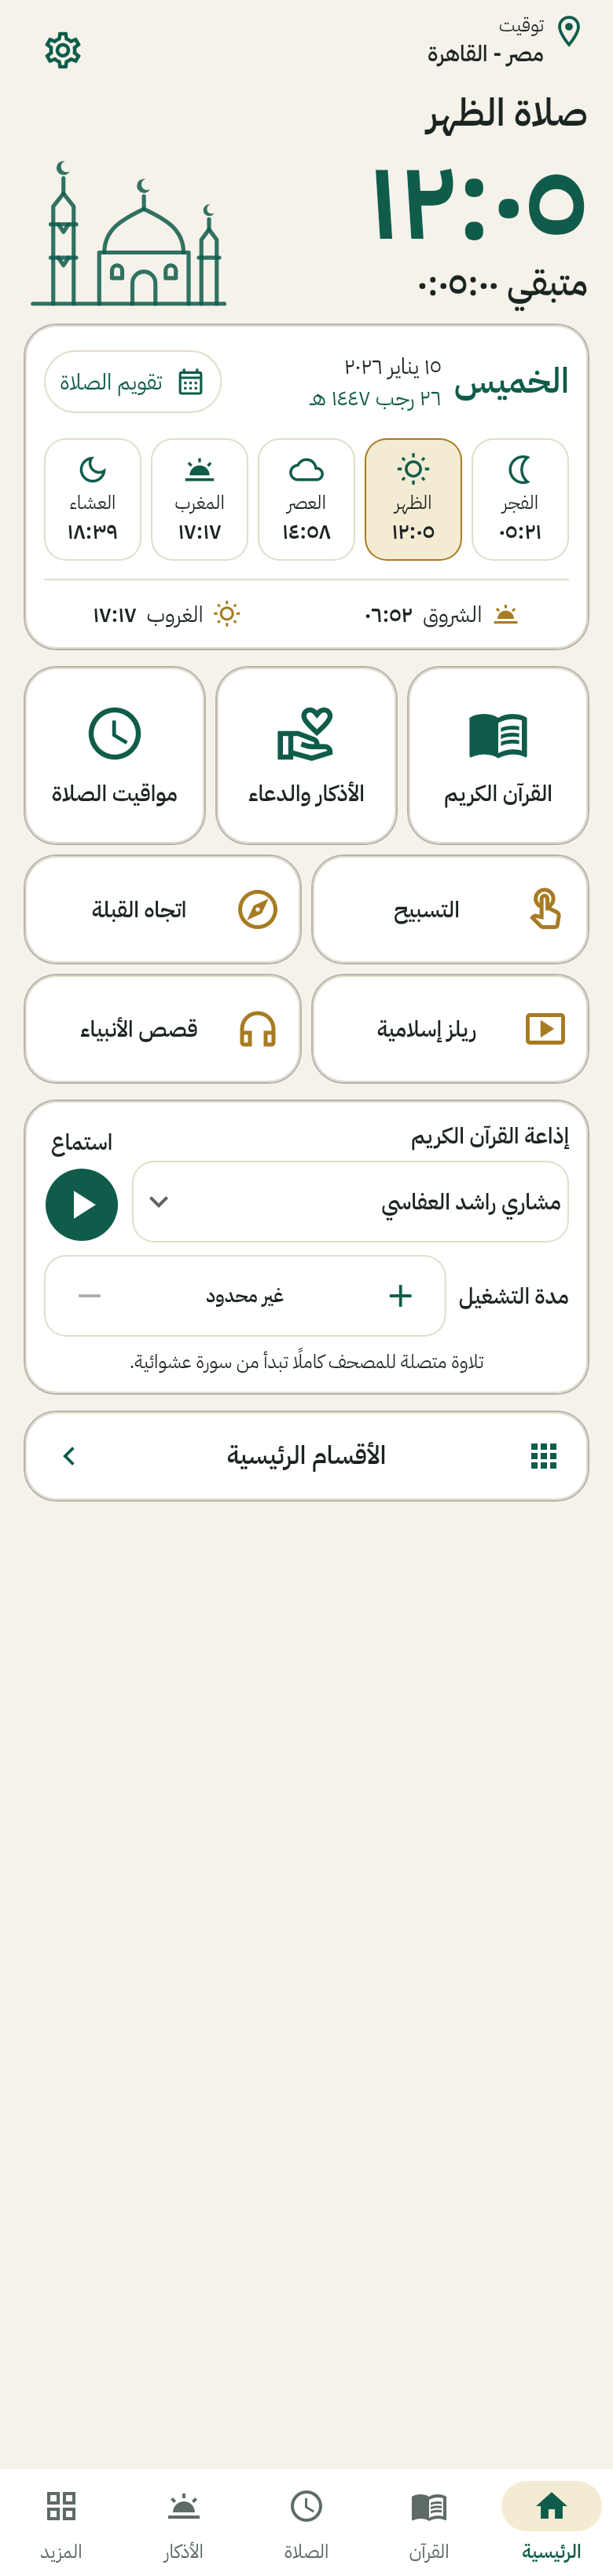 توقيت
مصر - القاهرة
صلاة الظهر
١٢:٠٥
متبقي ٠:٠٥:٠٠
الخميس
١٥ يناير ٢٠٢٦
٢٦ رجب ١٤٤٧ هـ
تقويم الصلاة
الفجر
٠٥:٢١
الظهر
١٢:٠٥
العصر
١٤:٥٨
المغرب
١٧:١٧
العشاء
١٨:٣٩
الشروق ٠٦:٥٢
الغروب ١٧:١٧
القرآن الكريم
الأذكار والدعاء
مواقيت الصلاة
التسبيح
اتجاه القبلة
ريلز إسلامية
قصص الأنبياء
إذاعة القرآن الكريم
استماع
مشاري راشد العفاسي
مدة التشغيل
غير محدود
تلاوة متصلة للمصحف كاملًا تبدأ من سورة عشوائية.
الأقسام الرئيسية
الرئيسية
القرآن
الصلاة
الأذكار
المزيد